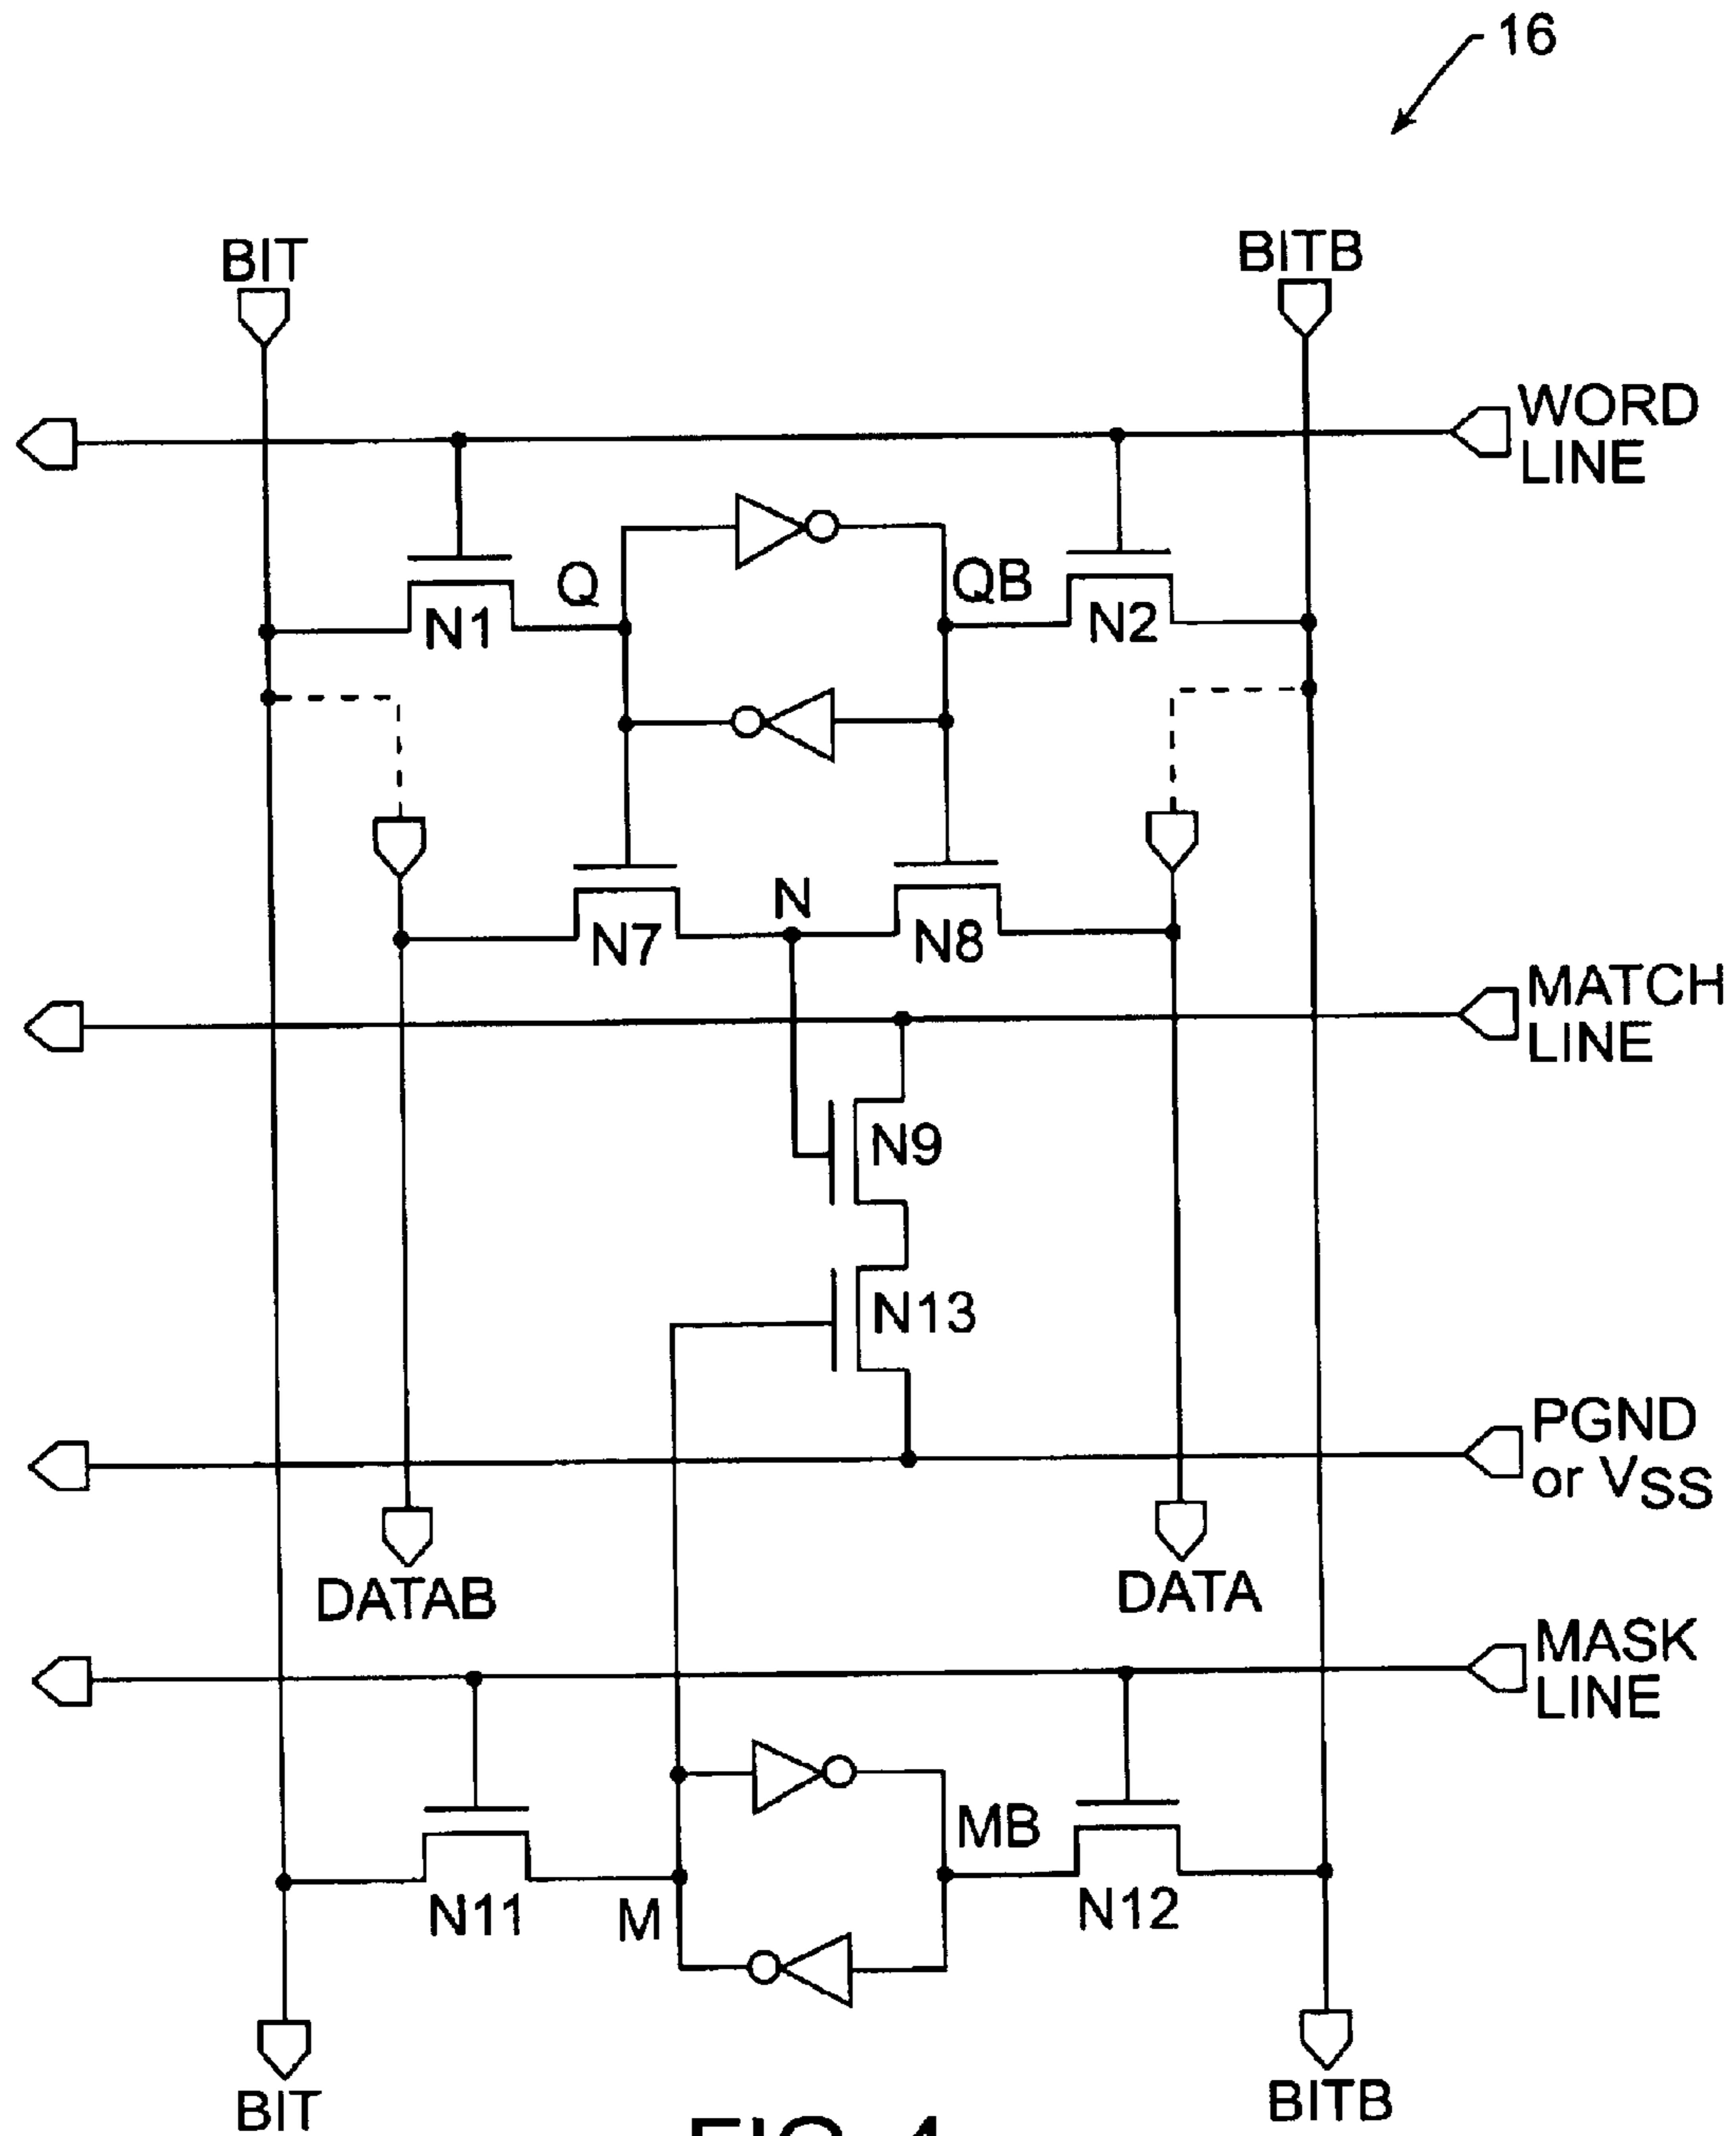 16
BIT
BITB
WORD
LINE
Q
QB
N1
N2
N
N7
N8
MATCH
LINE
N9
N13
PGND
or VSS
DATAB
DATA
MASK
LINE
MB
N11
M
N12
BIT
BITB